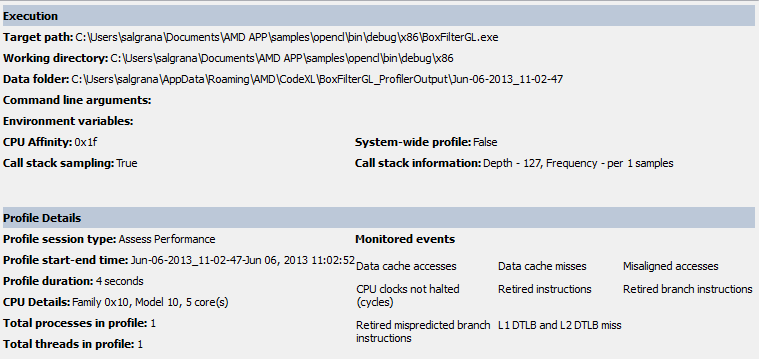 Execution
Target path: C:\Users\salgrana\Documents\AMD APP\samples\opencl\bin\debug\x86\BoxFilterGL.exe
Working directory: C:\Users\salgrana\Documents\AMD APP\samples\opencl\bin\debug\x86
Data folder: C:\Users\salgrana\AppData\Roaming\AMD\CodeXL\BoxFilterGL_ProfilerOutput\Jun-06-2013_11-02-47
Command line arguments:
Environment variables:
CPU Affinity: 0x1f System-wide profile: False
Call stack sampling: True Call stack information: Depth - 127, Frequency - per 1 samples
Profile Details
Profile session type: Assess Performance
Profile start-end time: Jun-06-2013_11-02-47-Jun 06, 2013 11:02:52
Profile duration: 4 seconds
CPU Details: Family 0x10, Model 10, 5 core(s)
Total processes in profile: 1
Total threads in profile: 1
Monitored events
Data cache accesses Data cache misses Misaligned accesses
CPU clocks not halted Retired instructions Retired branch instructions
(cycles)
Retired mispredicted branch L1 DTLB and L2 DTLB miss
instructions